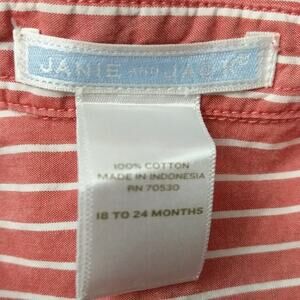 JANIE AND JACK
100% COTTON
MADE IN INDONESIA
RN 70530
18 TO 24 MONTHS